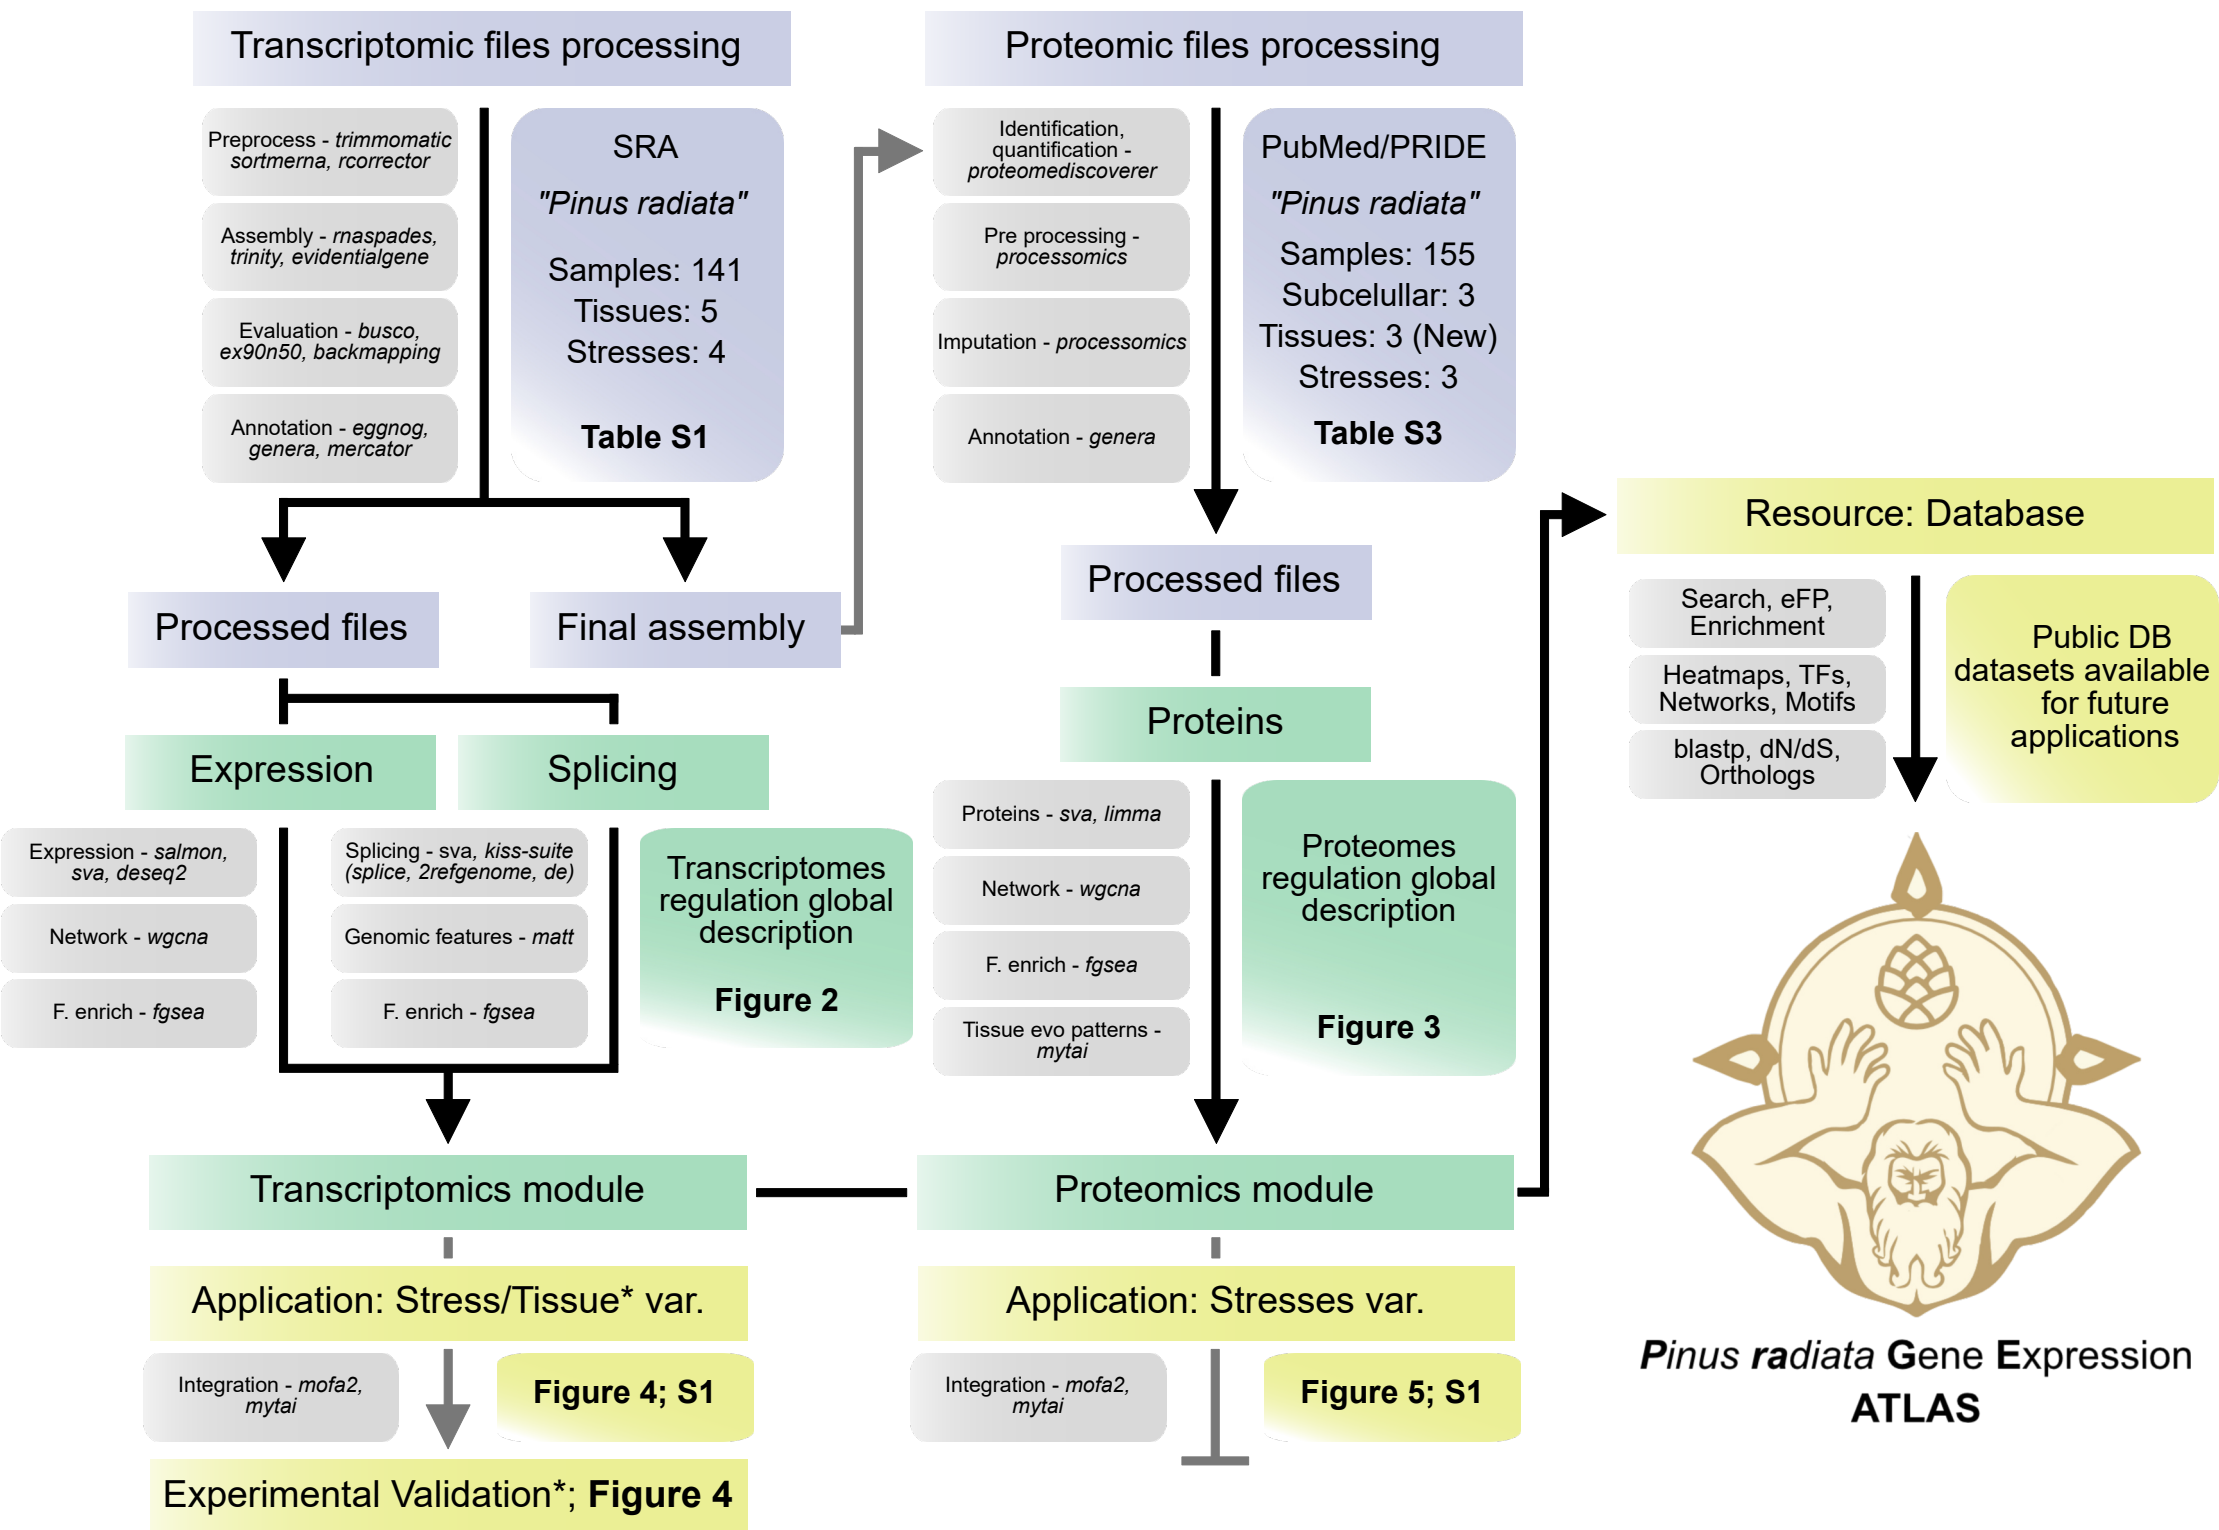 Transcriptomic files processing
Preprocess - trimmomatic
sortmerna, rcorrector
Assembly - rnaspades,
trinity, evidentialgene
Evaluation - busco,
ex90n50, backmapping
Annotation - eggnog,
genera, mercator
SRA
"Pinus radiata"
Samples: 141
Tissues: 5
Stresses: 4
Table S1
Processed files
Final assembly
Expression
Splicing
Expression - salmon,
sva, deseq2
Network - wgcna
F. enrich - fgsea
Splicing - sva, kiss-suite
(splice, 2refgenome, de)
Genomic features - matt
F. enrich - fgsea
Transcriptomes
regulation global
description
Figure 2
Transcriptomics module
Application: Stress/Tissue* var.
Integration - mofa2,
mytai
Figure 4; S1
Experimental Validation*; Figure 4
Proteomic files processing
Identification,
quantification -
proteomediscoverer
Pre processing -
processomics
Imputation - processomics
Annotation - genera
PubMed/PRIDE
"Pinus radiata"
Samples: 155
Subcelullar: 3
Tissues: 3 (New)
Stresses: 3
Table S3
Processed files
Proteins
Proteins - sva, limma
Network - wgcna
F. enrich - fgsea
Tissue evo patterns -
mytai
Proteomes
regulation global
description
Figure 3
Proteomics module
Application: Stresses var.
Integration - mofa2,
mytai
Figure 5; S1
Resource: Database
Search, eFP,
Enrichment
Heatmaps, TFs,
Networks, Motifs
blastp, dN/dS,
Orthologs
Public DB
datasets available
for future
applications
Pinus radiata Gene Expression
ATLAS